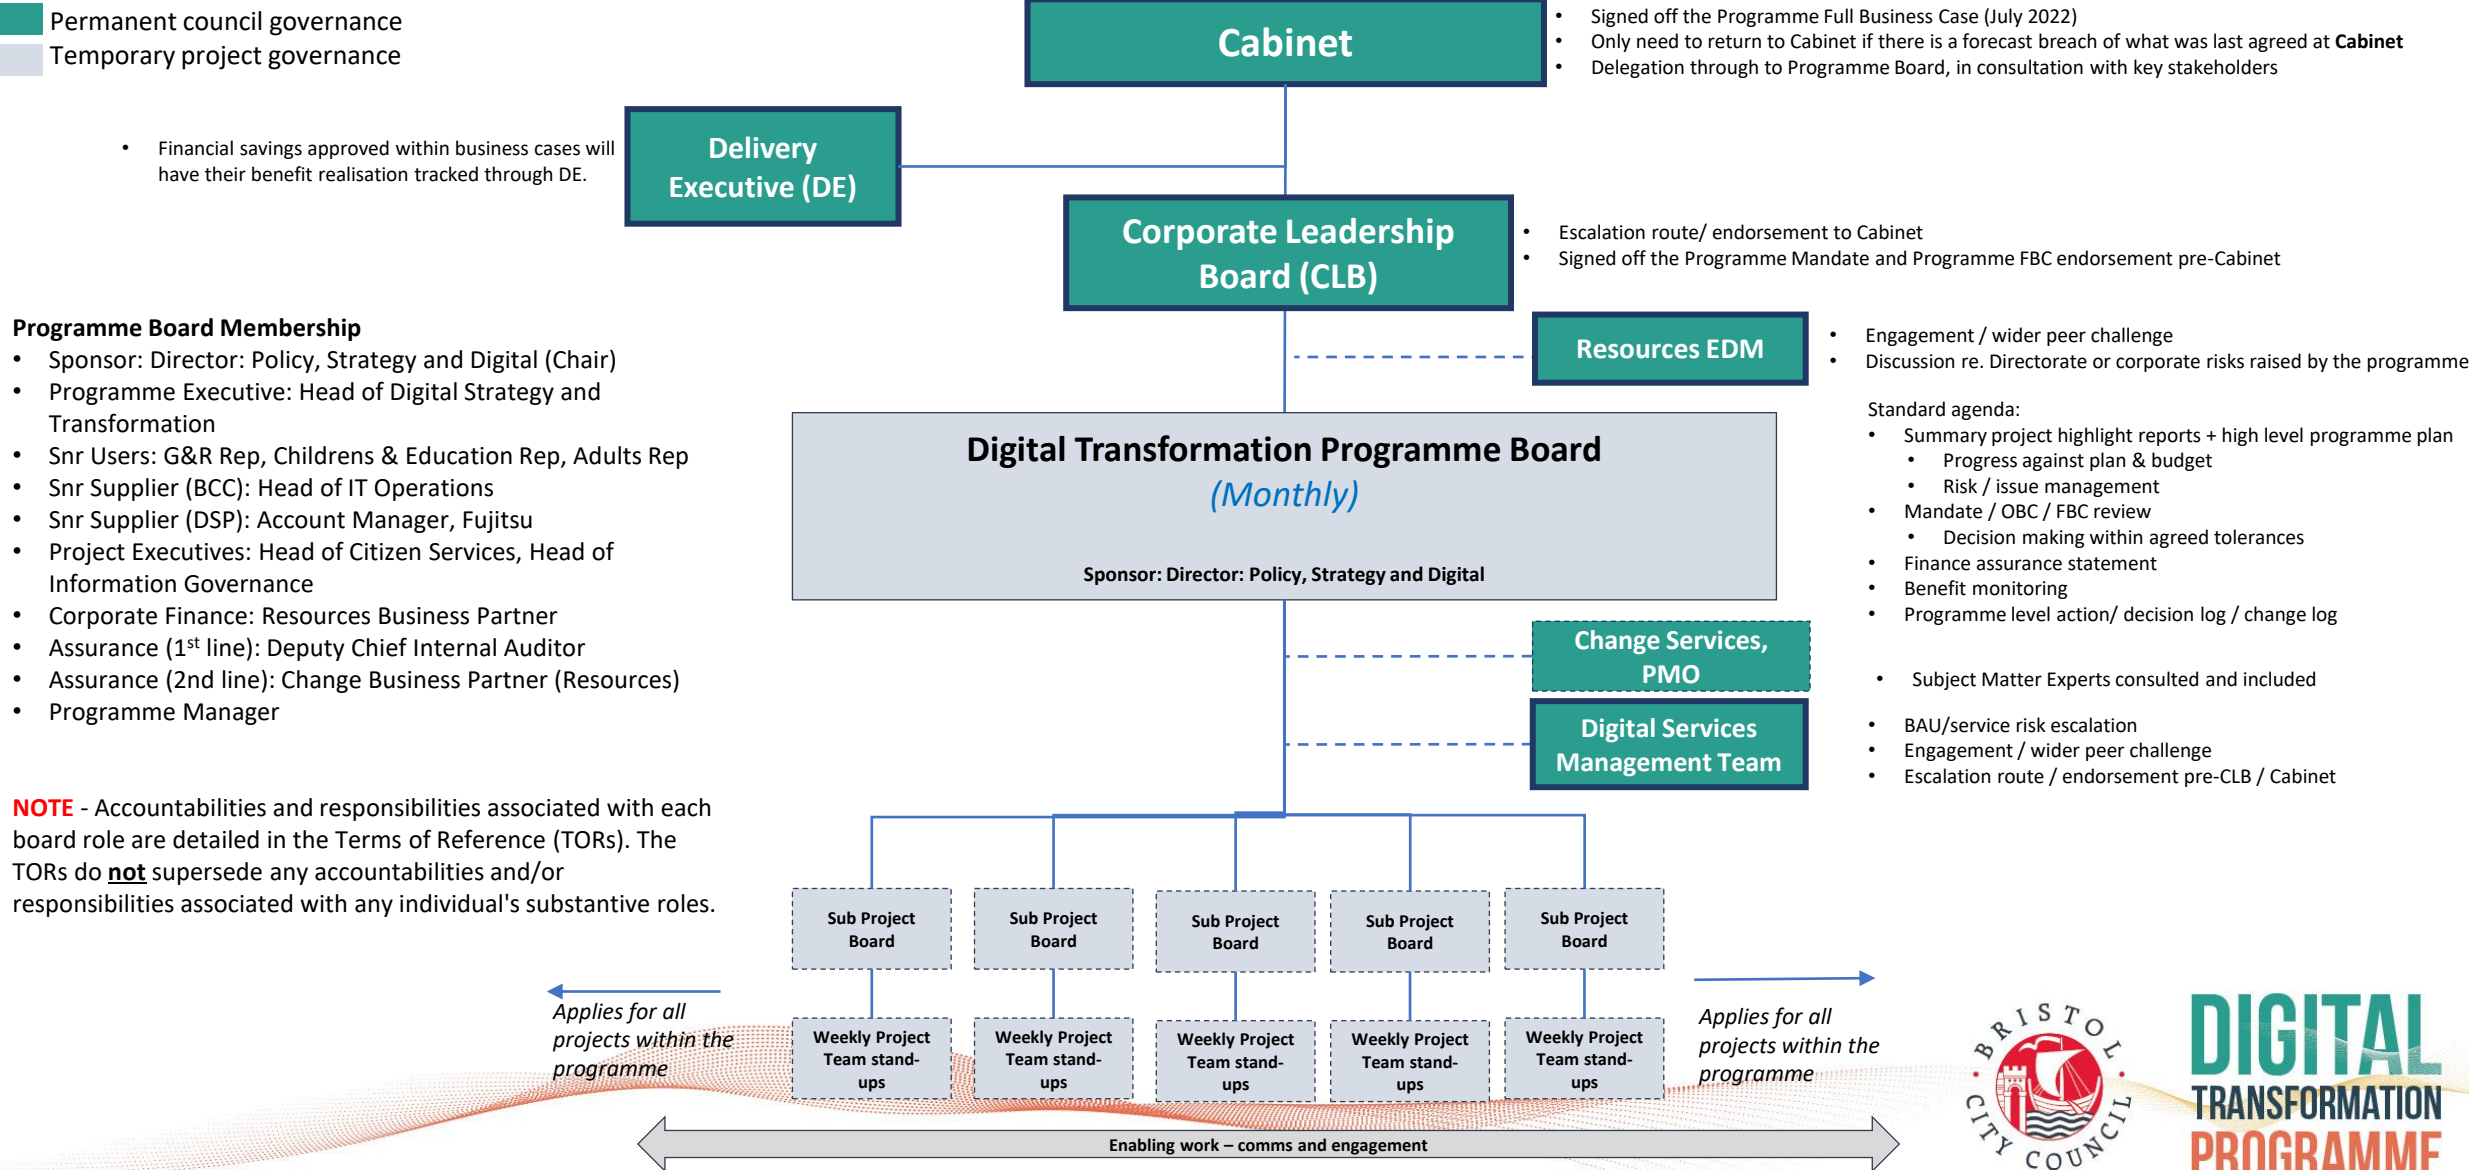 Permanent council governance
Temporary project governance
Cabinet
• Signed off the Programme Full Business Case (July 2022)
• Only need to return to Cabinet if there is a forecast breach of what was last agreed at Cabinet
• Delegation through to Programme Board, in consultation with key stakeholders
• Financial savings approved within business cases will
have their benefit realisation tracked through DE.
Delivery
Executive (DE)
Corporate Leadership
Board (CLB)
• Escalation route/ endorsement to Cabinet
• Signed off the Programme Mandate and Programme FBC endorsement pre-Cabinet
Resources EDM
• Engagement / wider peer challenge
• Discussion re. Directorate or corporate risks raised by the programme
Programme Board Membership
• Sponsor: Director: Policy, Strategy and Digital (Chair)
• Programme Executive: Head of Digital Strategy and
Transformation
• Snr Users: G&R Rep, Childrens & Education Rep, Adults Rep
• Snr Supplier (BCC): Head of IT Operations
• Snr Supplier (DSP): Account Manager, Fujitsu
• Project Executives: Head of Citizen Services, Head of
Information Governance
• Corporate Finance: Resources Business Partner
• Assurance (1st line): Deputy Chief Internal Auditor
• Assurance (2nd line): Change Business Partner (Resources)
• Programme Manager
Digital Transformation Programme Board
(Monthly)
Sponsor: Director: Policy, Strategy and Digital
Standard agenda:
• Summary project highlight reports + high level programme plan
• Progress against plan & budget
• Risk / issue management
• Mandate / OBC / FBC review
• Decision making within agreed tolerances
• Finance assurance statement
• Benefit monitoring
• Programme level action/ decision log / change log
Change Services,
PMO
• Subject Matter Experts consulted and included
Digital Services
Management Team
• BAU/service risk escalation
• Engagement / wider peer challenge
• Escalation route / endorsement pre-CLB / Cabinet
NOTE - Accountabilities and responsibilities associated with each
board role are detailed in the Terms of Reference (TORs). The
TORs do not supersede any accountabilities and/or
responsibilities associated with any individual's substantive roles.
Sub Project
Board
Sub Project
Board
Sub Project
Board
Sub Project
Board
Sub Project
Board
Applies for all
projects within the
programme
Weekly Project
Team stand-
ups
Weekly Project
Team stand-
ups
Weekly Project
Team stand-
ups
Weekly Project
Team stand-
ups
Weekly Project
Team stand-
ups
Applies for all
projects within the
programme
Enabling work – comms and engagement
BRISTOL
CITY COUNCIL
DIGITAL
TRANSFORMATION
PROGRAMME